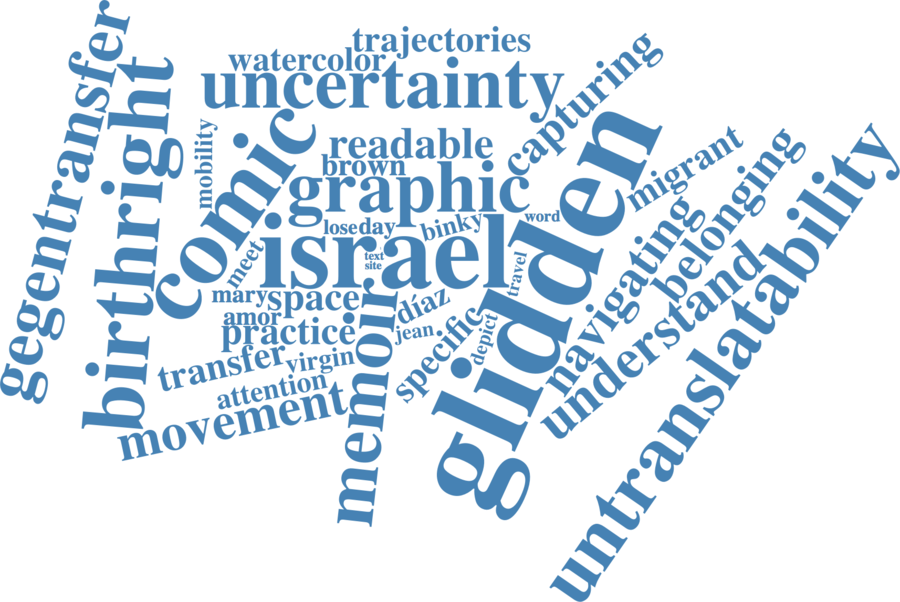 gegentransfer
birthright
trajectories
watercolor
uncertainty
capturing
mobility
comic
readable
brown
graphic
glidden
migrant
belonging
untranslatability
word
binky
lose
day
israel
text
site
meet
travel
navigating
understand
mary
space
díaz
amor
practice
jean
specific
depict
memoir
transfer
virgin
attention
movement